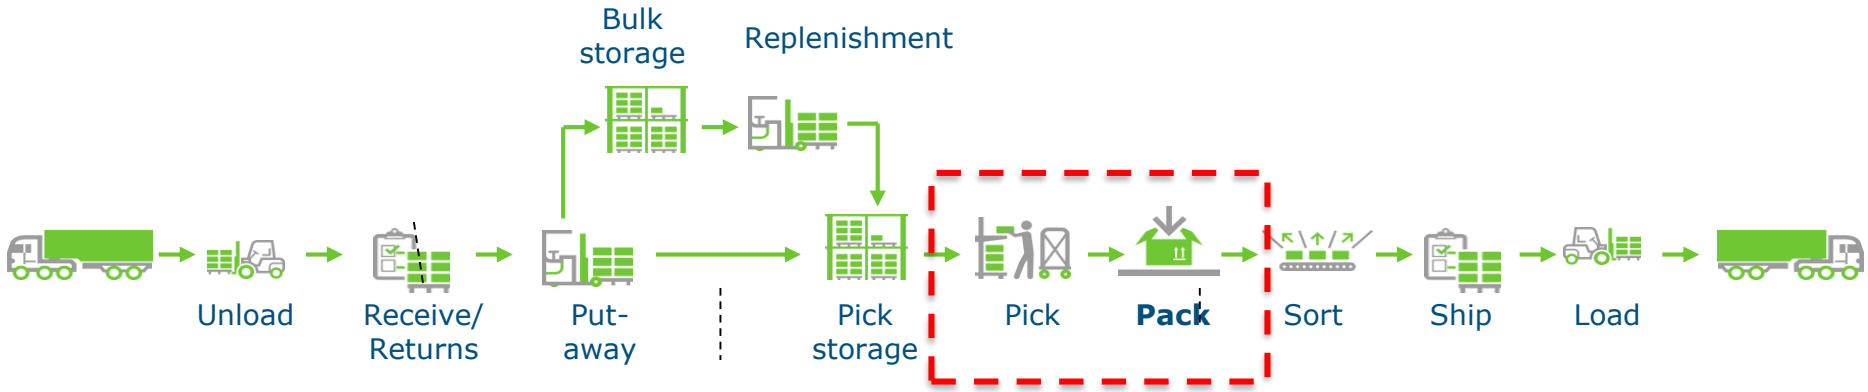 Bulk
storage
Replenishment
Unload
Receive/
Returns
Put-
away
Pick
storage
Pick
Pack
Sort
Ship
Load